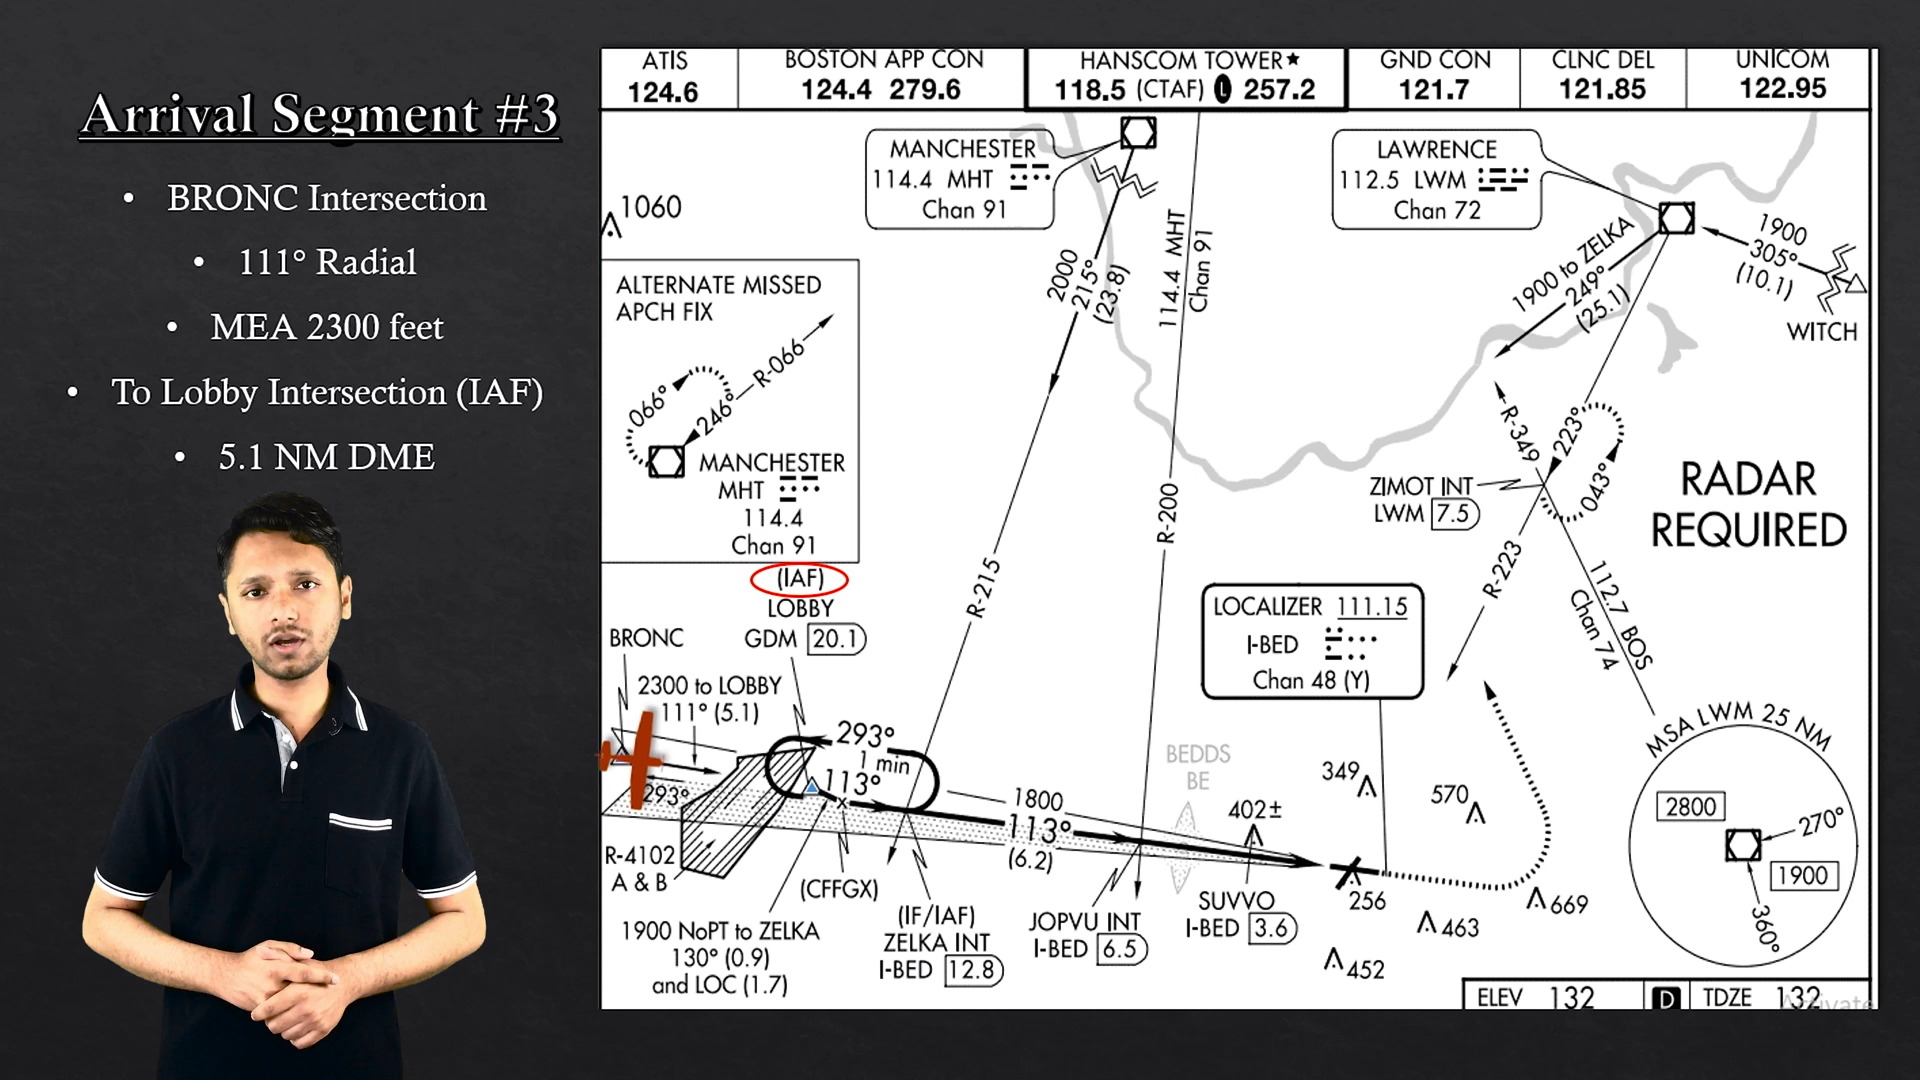 Arrival Segment #3
• BRONC Intersection
• 111° Radial
• MEA 2300 feet
• To Lobby Intersection (IAF)
• 5.1 NM DME
ATIS
124.6
BOSTON APP CON
124.4 279.6
HANSCOM TOWER★
118.5 (CTAF) L 257.2
GND CON
121.7
CLNC DEL
121.85
UNICOM
122.95
MANCHESTER
114.4 MHT
Chan 91
LAWRENCE
112.5 LWM
Chan 72
1060
2000
215°
(23.8)
114.4 MHT
Chan 91
1900 to ZELKA
249°
(25.1)
1900
305°
(10.1)
WITCH
ALTERNATE MISSED
APCH FIX
R-066
066°
246°
MANCHESTER
MHT
114.4
Chan 91
R-349
223°
043°
ZIMOT INT
LWM 7.5
RADAR
REQUIRED
R-200
R-215
R-223
112.7 BOS
Chan 74
(IAF)
LOBBY
GDM 20.1
BRONC
2300 to LOBBY
111° (5.1)
LOCALIZER 111.15
I-BED
Chan 48 (Y)
293°
1 min
113°
293°
1800
113°
(6.2)
BEDDS
BE
402±
349
570
MSA LWM 25 NM
2800
270°
1900
360°
R-4102
A & B
(CFFGX)
1900 NoPT to ZELKA
130° (0.9)
and LOC (1.7)
(IF/IAF)
ZELKA INT
I-BED 12.8
JOPVU INT
I-BED 6.5
SUVVO
I-BED 3.6
256
463
669
452
ELEV 132
D TDZE 132
Activate